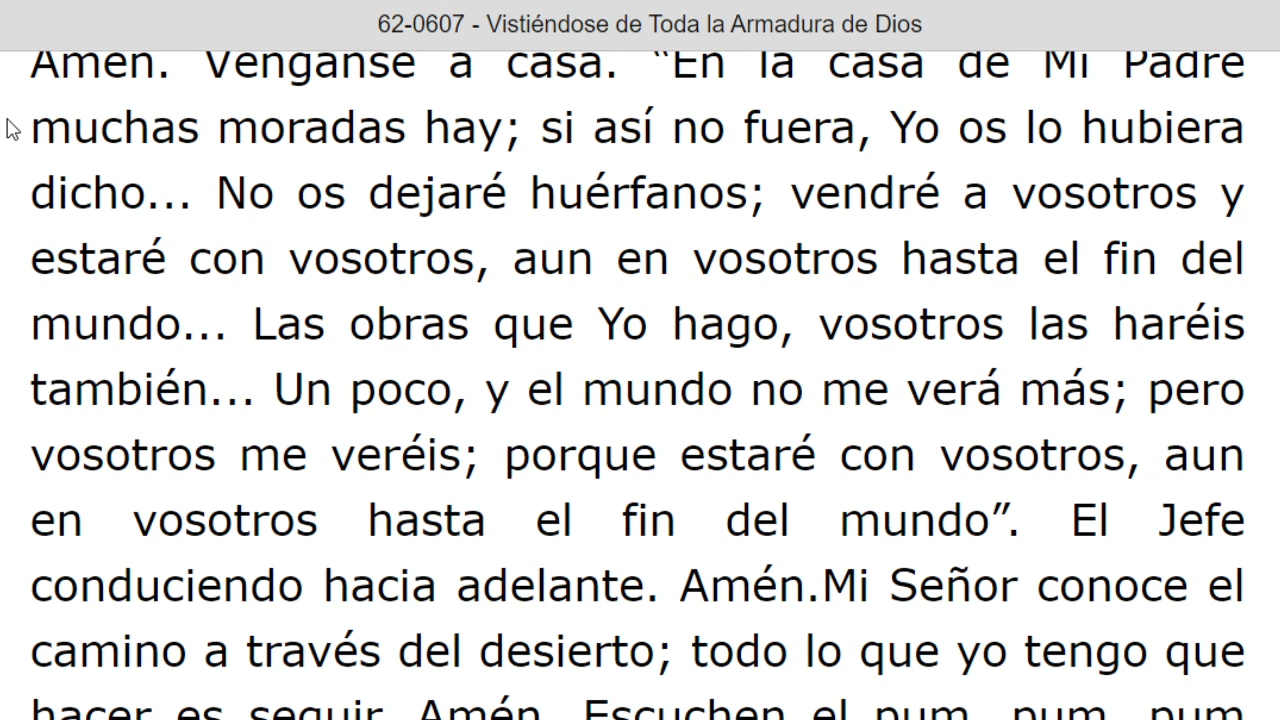 62-0607 - Vistiéndose de Toda la Armadura de Dios
Amén. Vénganse a casa. “En la casa de Mi Padre
muchas moradas hay; si así no fuera, Yo os lo hubiera
dicho... No os dejaré huérfanos; vendré a vosotros y
estaré con vosotros, aun en vosotros hasta el fin del
mundo... Las obras que Yo hago, vosotros las haréis
también... Un poco, y el mundo no me verá más; pero
vosotros me veréis; porque estaré con vosotros, aun
en vosotros hasta el fin del mundo”. El Jefe
conduciendo hacia adelante. Amén.Mi Señor conoce el
camino a través del desierto; todo lo que yo tengo que
hacer es seguir. Amén. Escuchen el pum, pum, pum